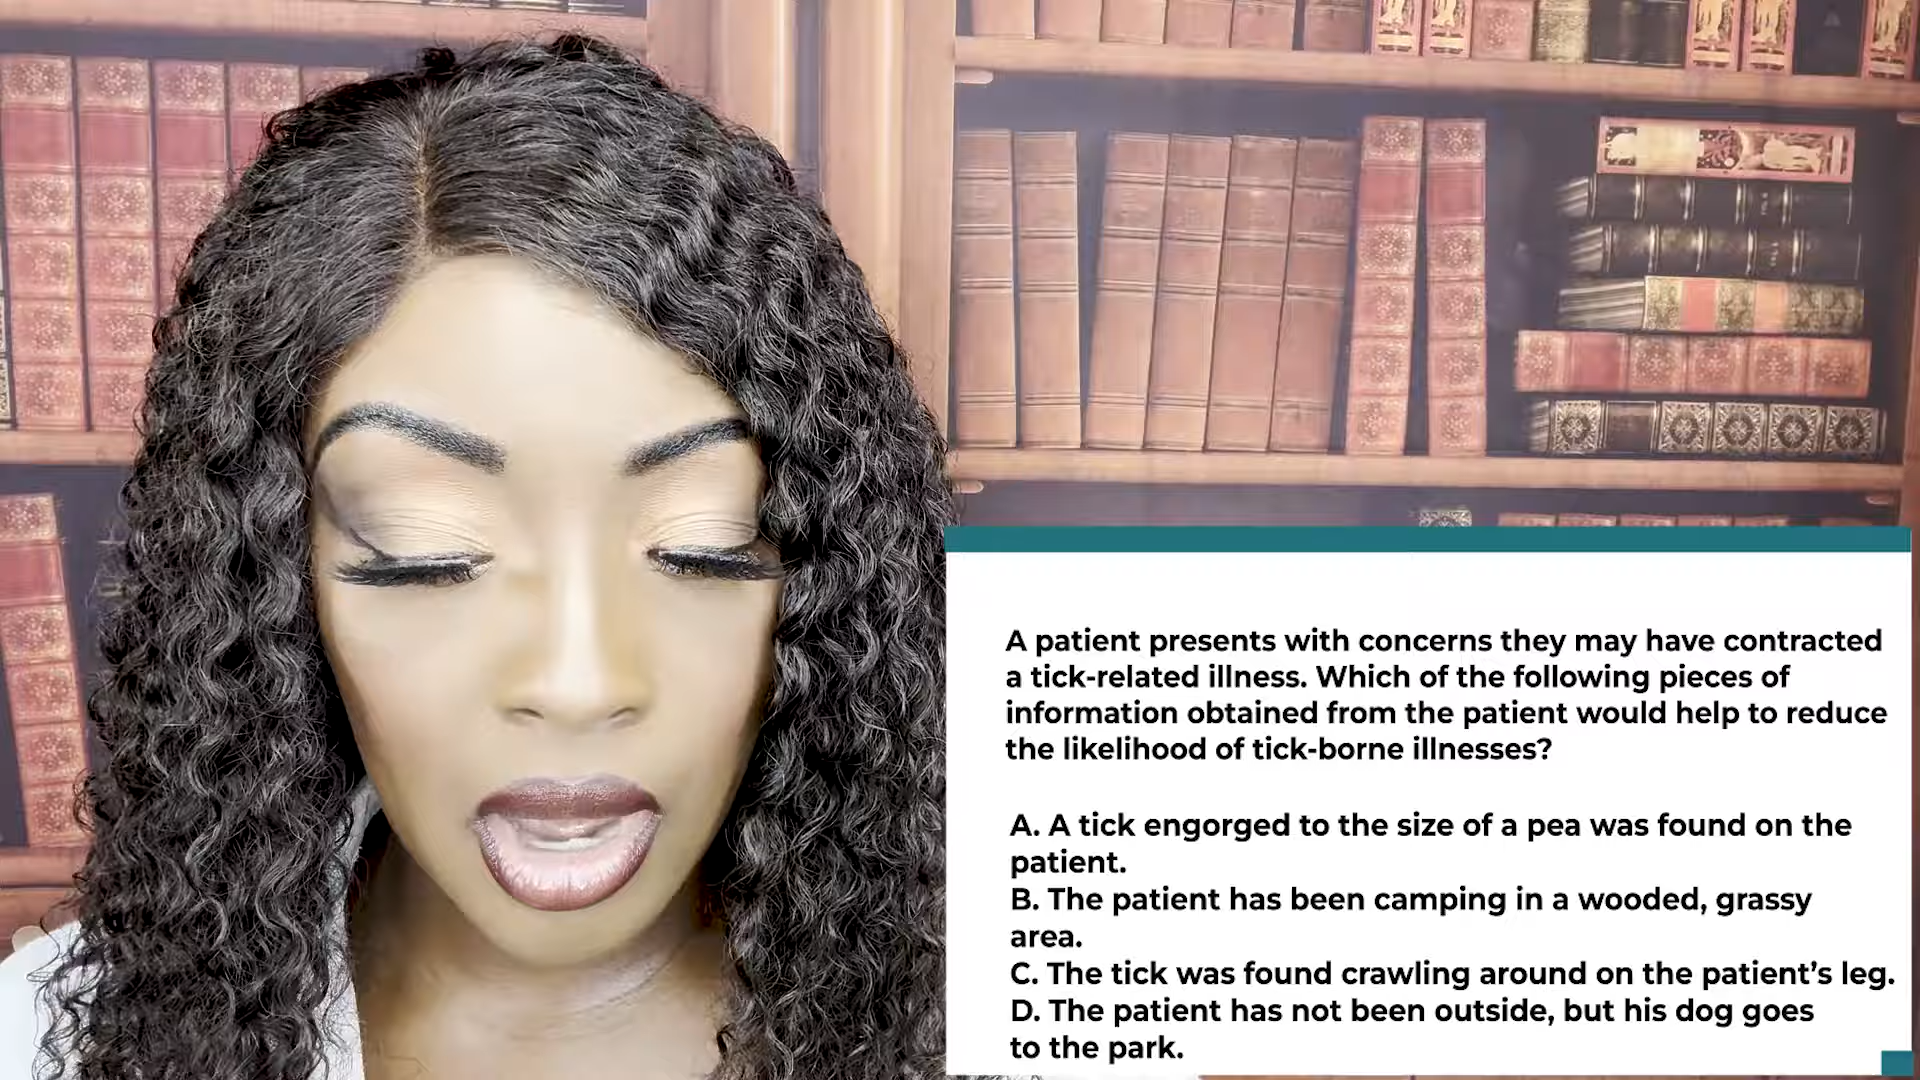 A patient presents with concerns they may have contracted
a tick-related illness. Which of the following pieces of
information obtained from the patient would help to reduce
the likelihood of tick-borne illnesses?
A. A tick engorged to the size of a pea was found on the
patient.
B. The patient has been camping in a wooded, grassy
area.
C. The tick was found crawling around on the patient’s leg.
D. The patient has not been outside, but his dog goes
to the park.